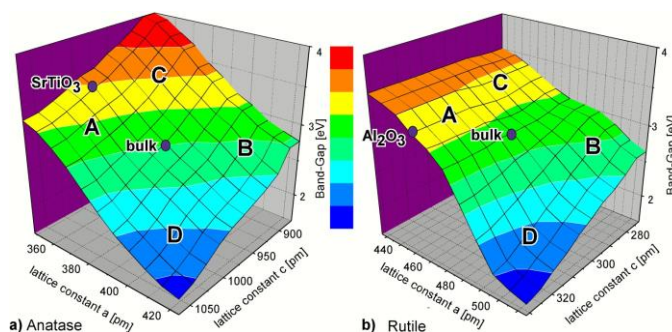 SrTiO3
A
C
bulk
B
D
4
3
2
Band-Gap [eV]
360
380
400
420
lattice constant a [pm]
900
1000
1050
lattice constant c [pm]
a) Anatase
Al2O3
A
C
bulk
B
D
4
3
2
Band-Gap [eV]
440
460
480
500
lattice constant a [pm]
280
300
320
lattice constant c [pm]
b) Rutile